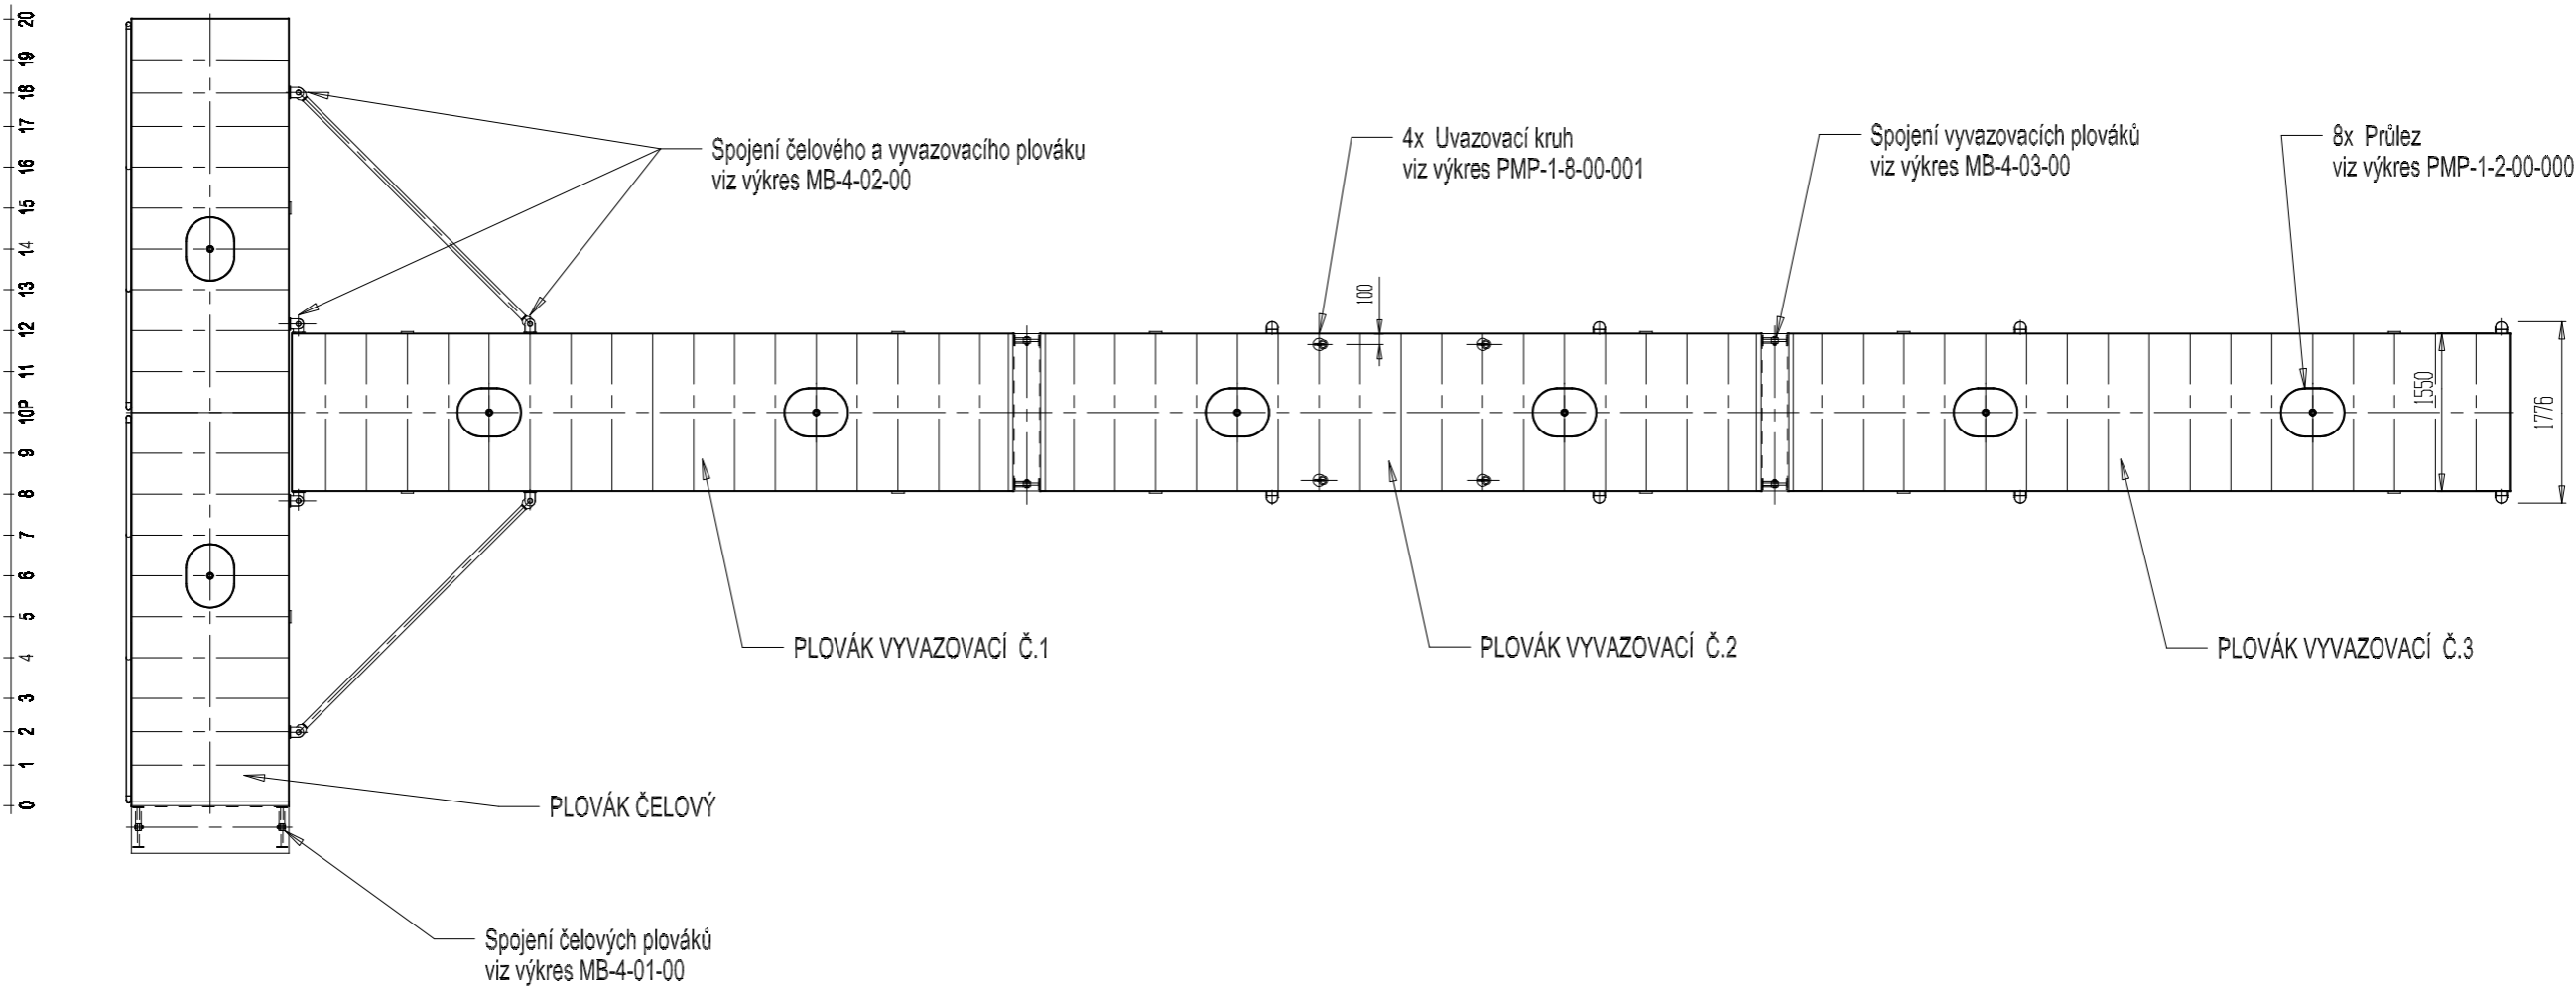 20
19
18
17
16
15
14
13
12
11
10P
9
8
7
6
5
4
3
2
1
0
Spojení čelového a vyvazovacího plováku
viz výkres MB-4-02-00
4x Uvazovací kruh
viz výkres PMP-1-8-00-001
Spojení vyvazovacích plováků
viz výkres MB-4-03-00
8x Průlez
viz výkres PMP-1-2-00-000
100
1550
1776
PLOVÁK VYVAZOVACÍ Č.1
PLOVÁK VYVAZOVACÍ Č.2
PLOVÁK VYVAZOVACÍ Č.3
PLOVÁK ČELOVÝ
Spojení čelových plováků
viz výkres MB-4-01-00